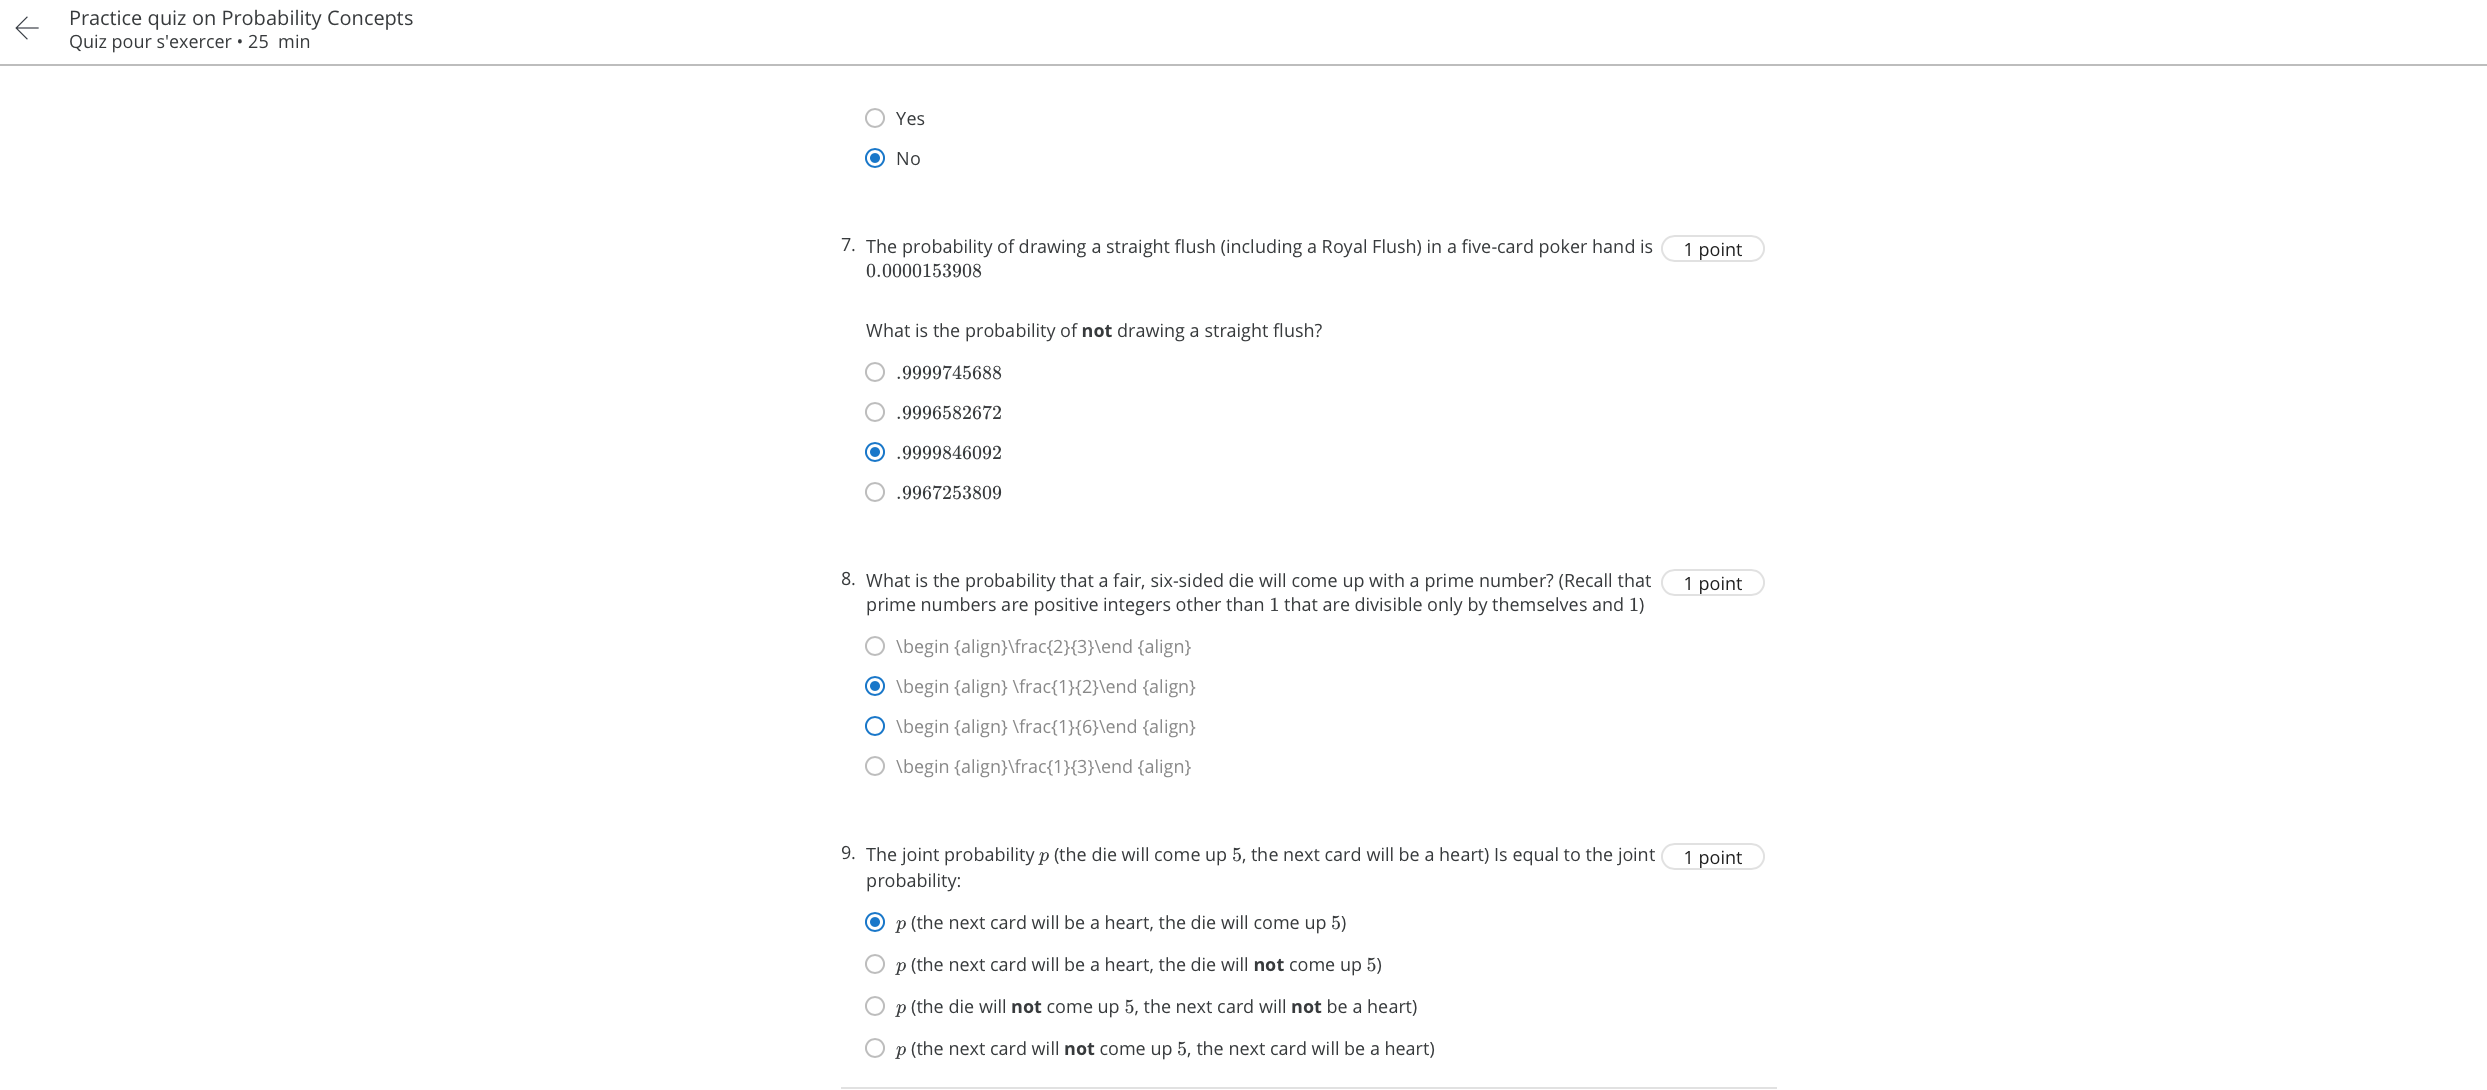 Practice quiz on Probability Concepts
Quiz pour s'exercer • 25 min
Yes
No
7. The probability of drawing a straight flush (including a Royal Flush) in a five-card poker hand is 1 point
0.0000153908
What is the probability of not drawing a straight flush?
.9999745688
.9996582672
.9999846092
.9967253809
8. What is the probability that a fair, six-sided die will come up with a prime number? (Recall that 1 point
prime numbers are positive integers other than 1 that are divisible only by themselves and 1)
\begin {align}\frac{2}{3}\end {align}
\begin {align} \frac{1}{2}\end {align}
\begin {align} \frac{1}{6}\end {align}
\begin {align}\frac{1}{3}\end {align}
9. The joint probability p (the die will come up 5, the next card will be a heart) Is equal to the joint 1 point
probability:
p (the next card will be a heart, the die will come up 5)
p (the next card will be a heart, the die will not come up 5)
p (the die will not come up 5, the next card will not be a heart)
p (the next card will not come up 5, the next card will be a heart)